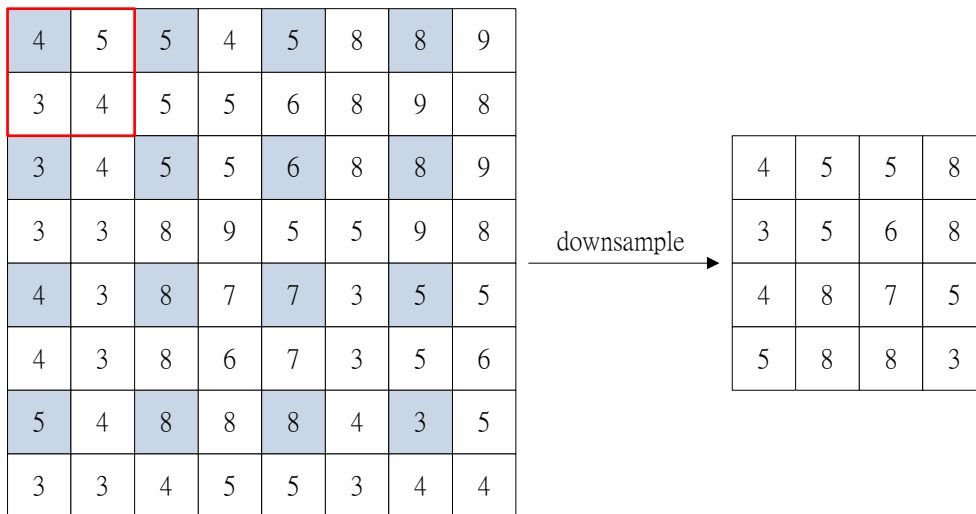 4 5 5 4 5 8 8 9
3 4 5 5 6 8 9 8
3 4 5 5 6 8 8 9
3 3 8 9 5 5 9 8
4 3 8 7 7 3 5 5
4 3 8 6 7 3 5 6
5 4 8 8 8 4 3 5
3 3 4 5 5 3 4 4
downsample
4 5 5 8
3 5 6 8
4 8 7 5
5 8 8 3